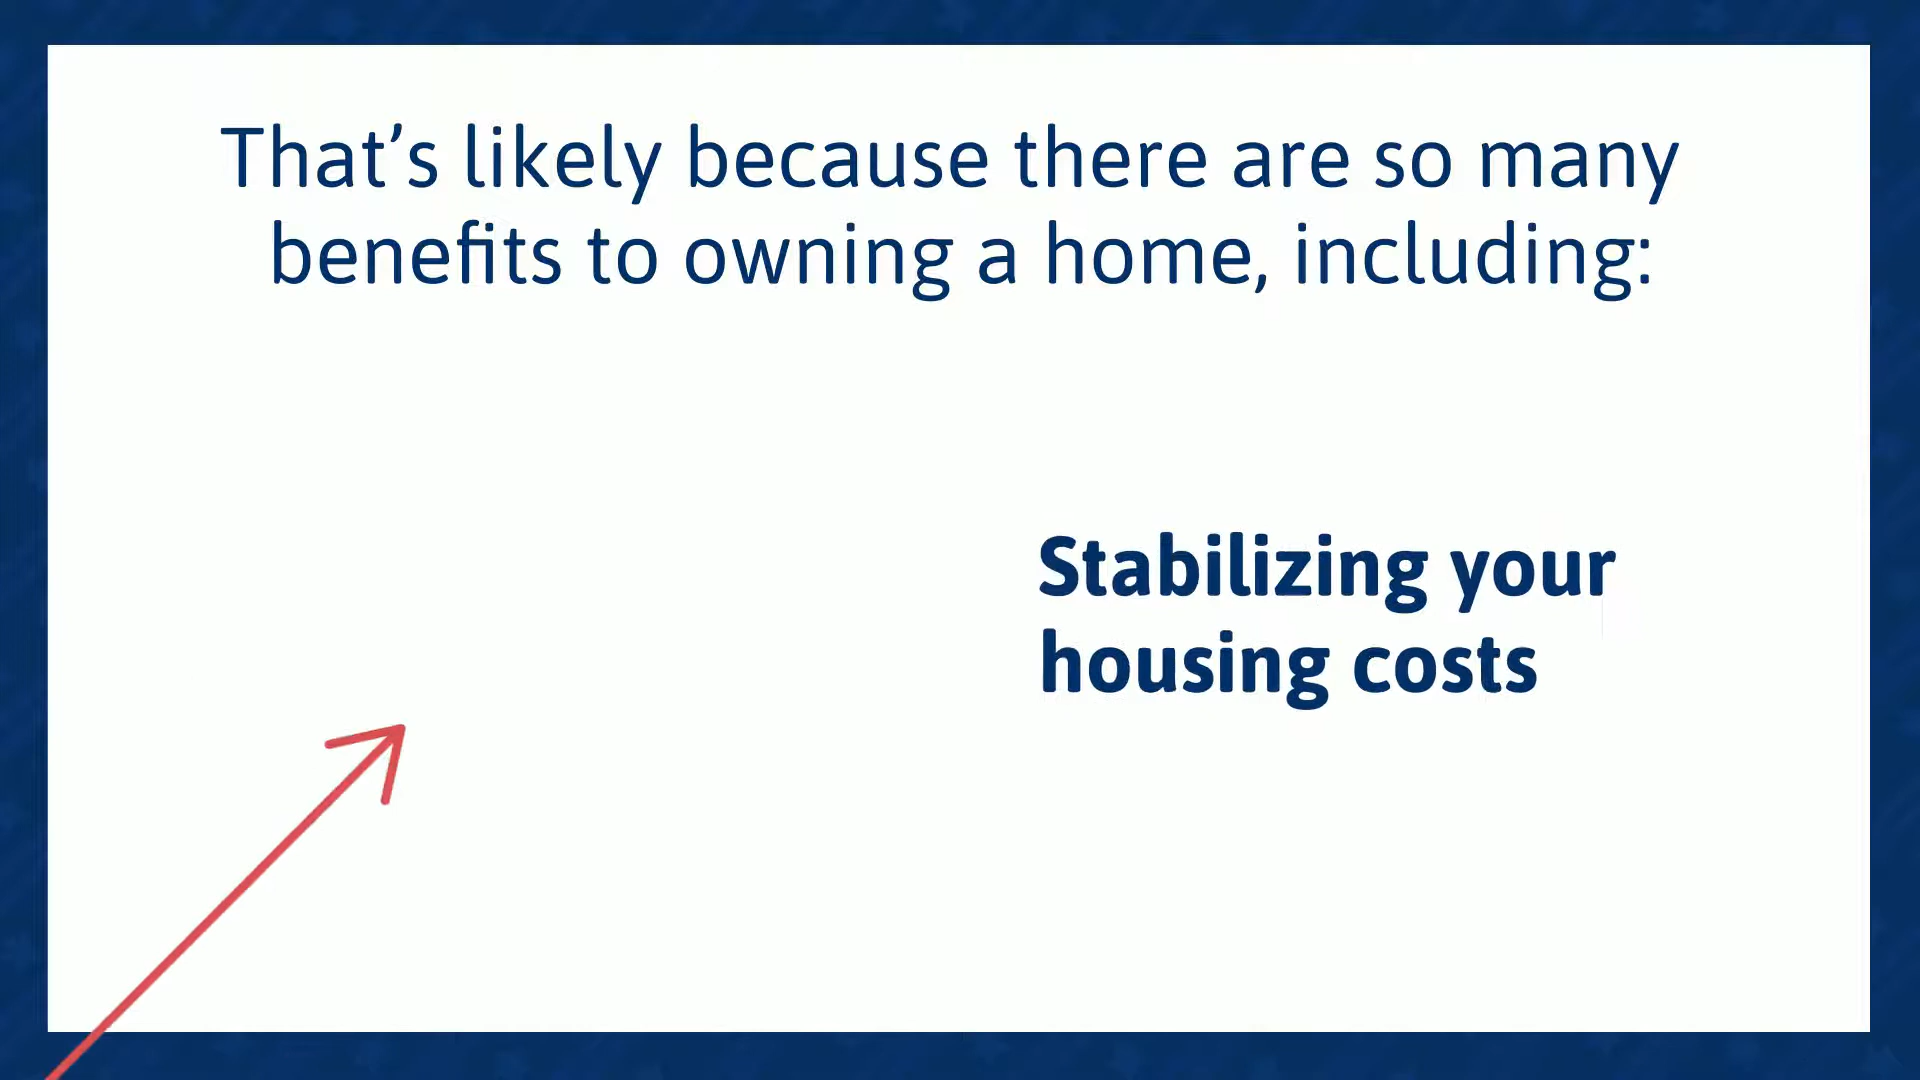 That’s likely because there are so many
benefits to owning a home, including:
Stabilizing your
housing costs